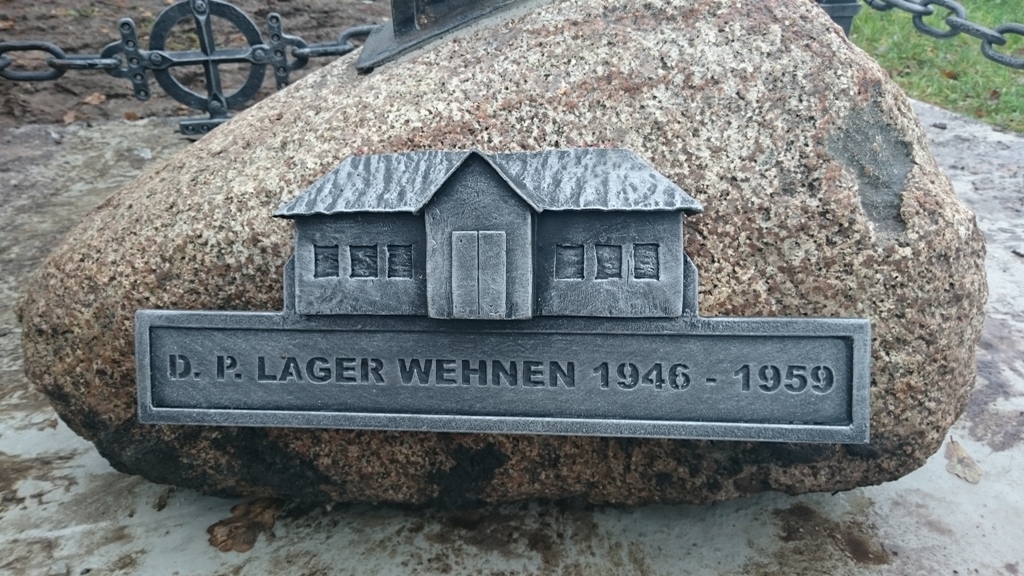 D. P. LAGER WEHNEN 1946 - 1959